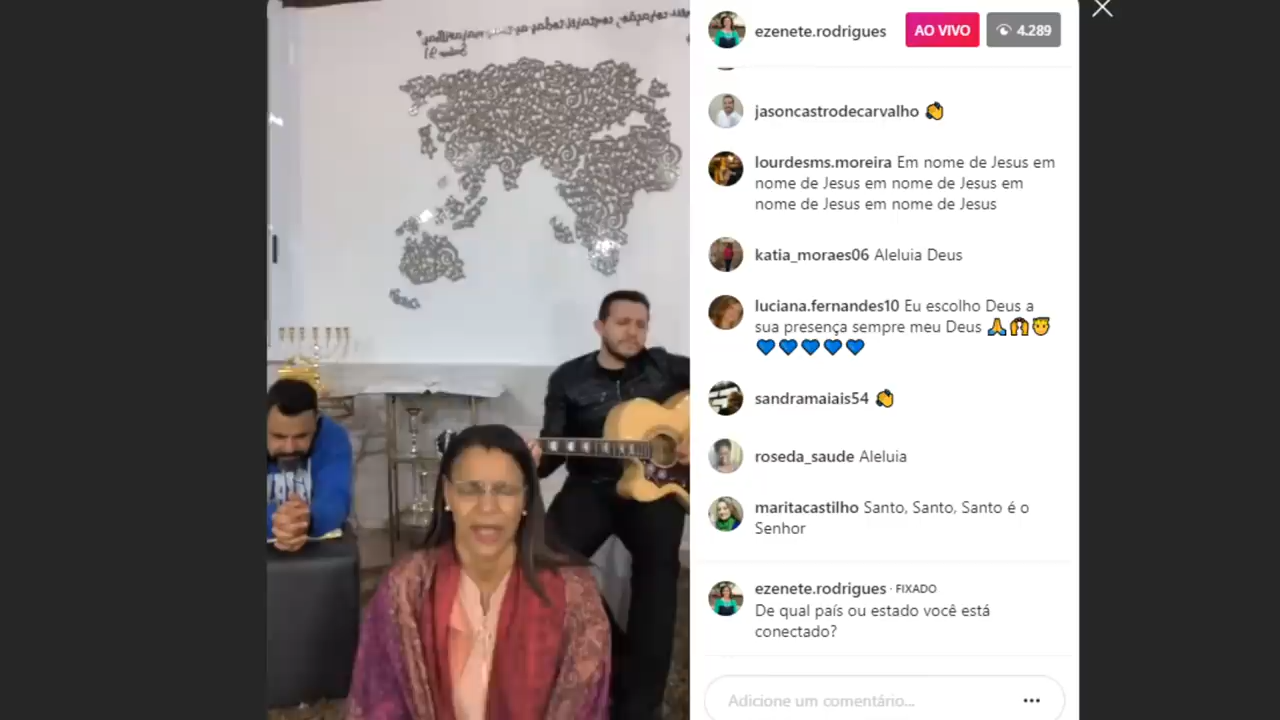 ezenete.rodrigues AO VIVO 4.289
jasoncastrodecarvalho 👏
lourdesms.moreira Em nome de Jesus em
nome de Jesus em nome de Jesus em
nome de Jesus em nome de Jesus
katia_moraes06 Aleluia Deus
luciana.fernandes10 Eu escolho Deus a
sua presença sempre meu Deus 🙏🙌😇
💙💙💙💙💙
sandramaiais54 👏
roseda_saude Aleluia
maritacastilho Santo, Santo, Santo é o
Senhor
ezenete.rodrigues · FIXADO
De qual país ou estado você está
conectado?
Adicione um comentário...